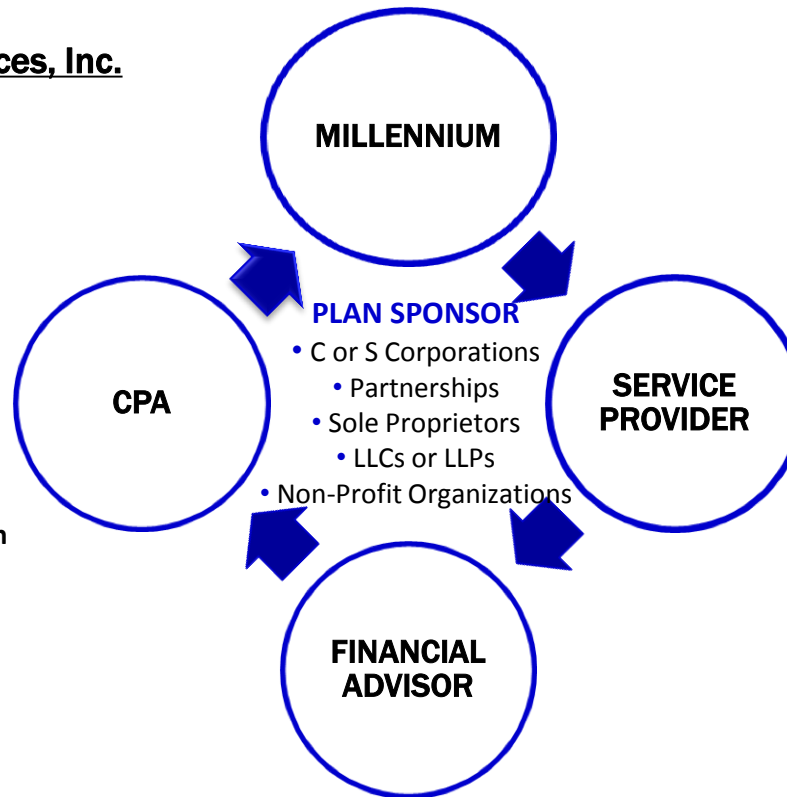 ces, Inc.
MILLENNIUM
PLAN SPONSOR
• C or S Corporations
• Partnerships
• Sole Proprietors
• LLCs or LLPs
• Non-Profit Organizations
CPA
SERVICE
PROVIDER
n
FINANCIAL
ADVISOR